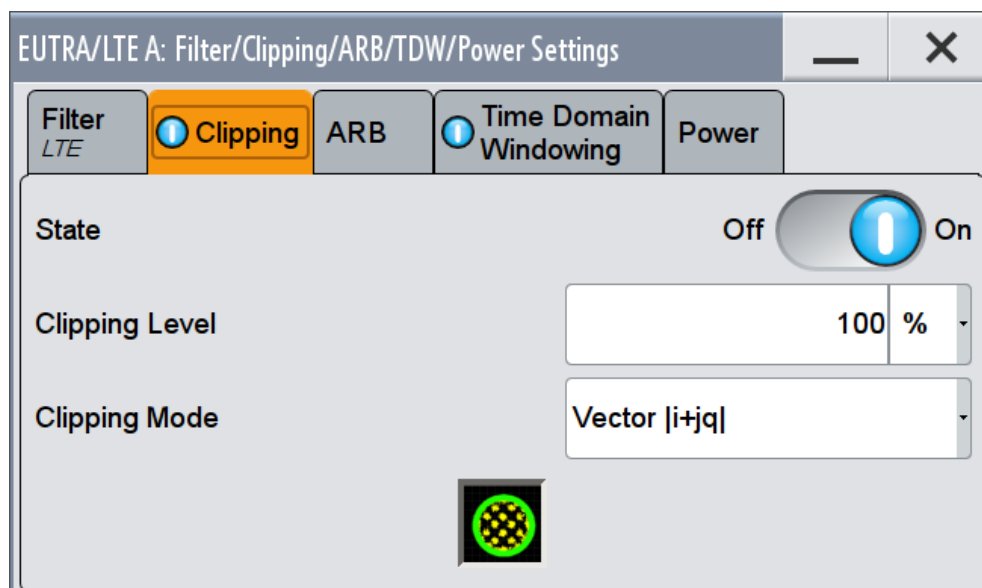 EUTRA/LTE A: Filter/Clipping/ARB/TDW/Power Settings
Filter
LTE
Clipping
ARB
Time Domain
Windowing
Power
State
Off
On
Clipping Level
100 %
Clipping Mode
Vector |i+jq|